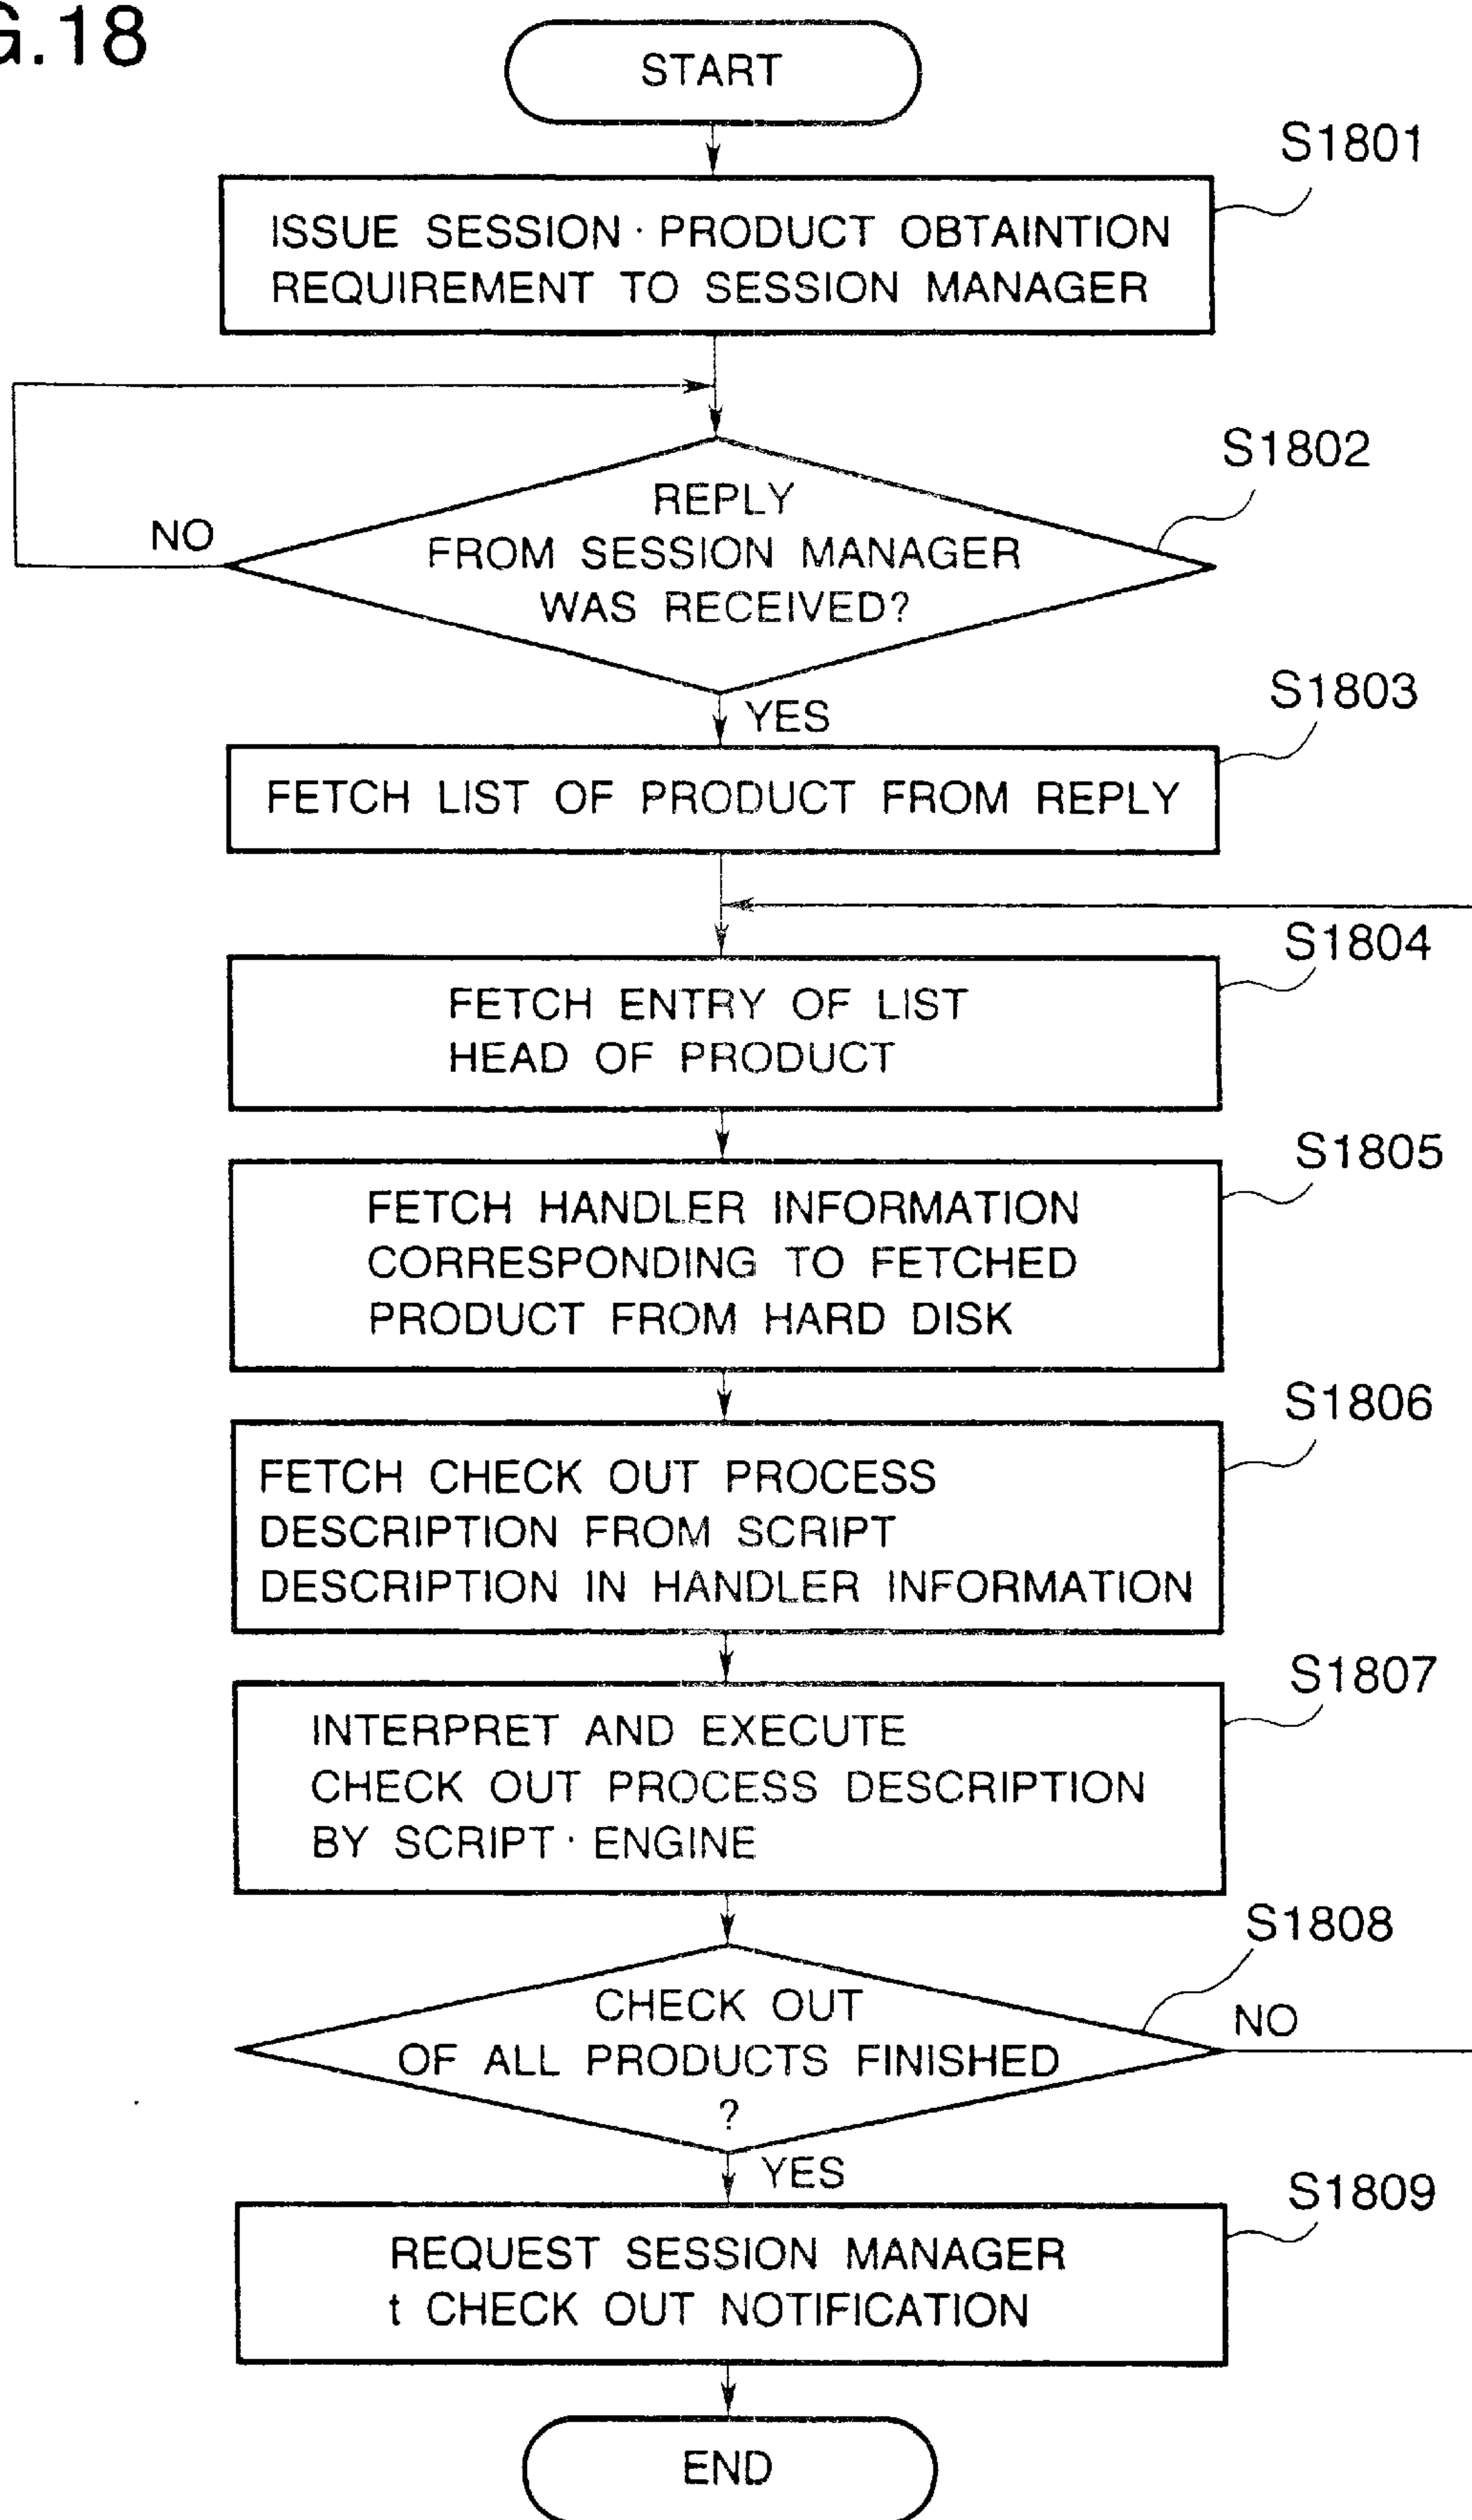 G.18
START
S1801
ISSUE SESSION · PRODUCT OBTAINTION
REQUIREMENT TO SESSION MANAGER
S1802
REPLY
FROM SESSION MANAGER
WAS RECEIVED?
NO
YES
S1803
FETCH LIST OF PRODUCT FROM REPLY
S1804
FETCH ENTRY OF LIST
HEAD OF PRODUCT
S1805
FETCH HANDLER INFORMATION
CORRESPONDING TO FETCHED
PRODUCT FROM HARD DISK
S1806
FETCH CHECK OUT PROCESS
DESCRIPTION FROM SCRIPT
DESCRIPTION IN HANDLER INFORMATION
S1807
INTERPRET AND EXECUTE
CHECK OUT PROCESS DESCRIPTION
BY SCRIPT · ENGINE
S1808
CHECK OUT
OF ALL PRODUCTS FINISHED
?
NO
YES
S1809
REQUEST SESSION MANAGER
t CHECK OUT NOTIFICATION
END